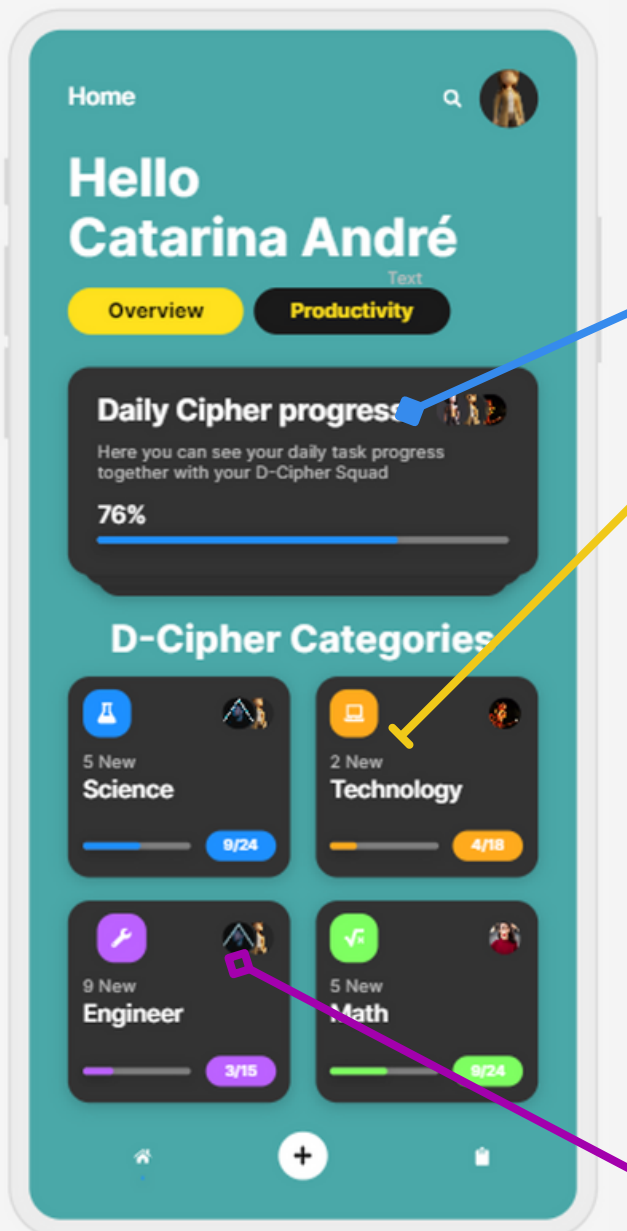 Home
Hello
Catarina André
Text
Overview
Productivity
Daily Cipher progress
Here you can see your daily task progress
together with your D-Cipher Squad
76%
D-Cipher Categories
5 New
Science
9/24
2 New
Technology
4/18
9 New
Engineer
3/15
5 New
Math
9/24